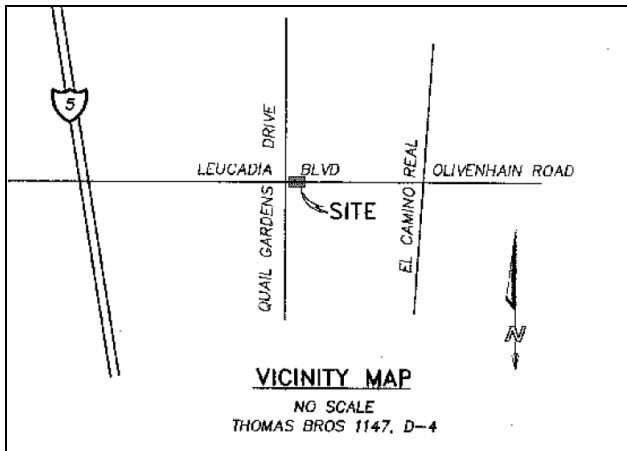 5
DRIVE
LEUCADIA BLVD
OLIVENHAIN ROAD
SITE
QUAIL GARDENS
EL CAMINO REAL
N
VICINITY MAP
NO SCALE
THOMAS BROS 1147, D-4